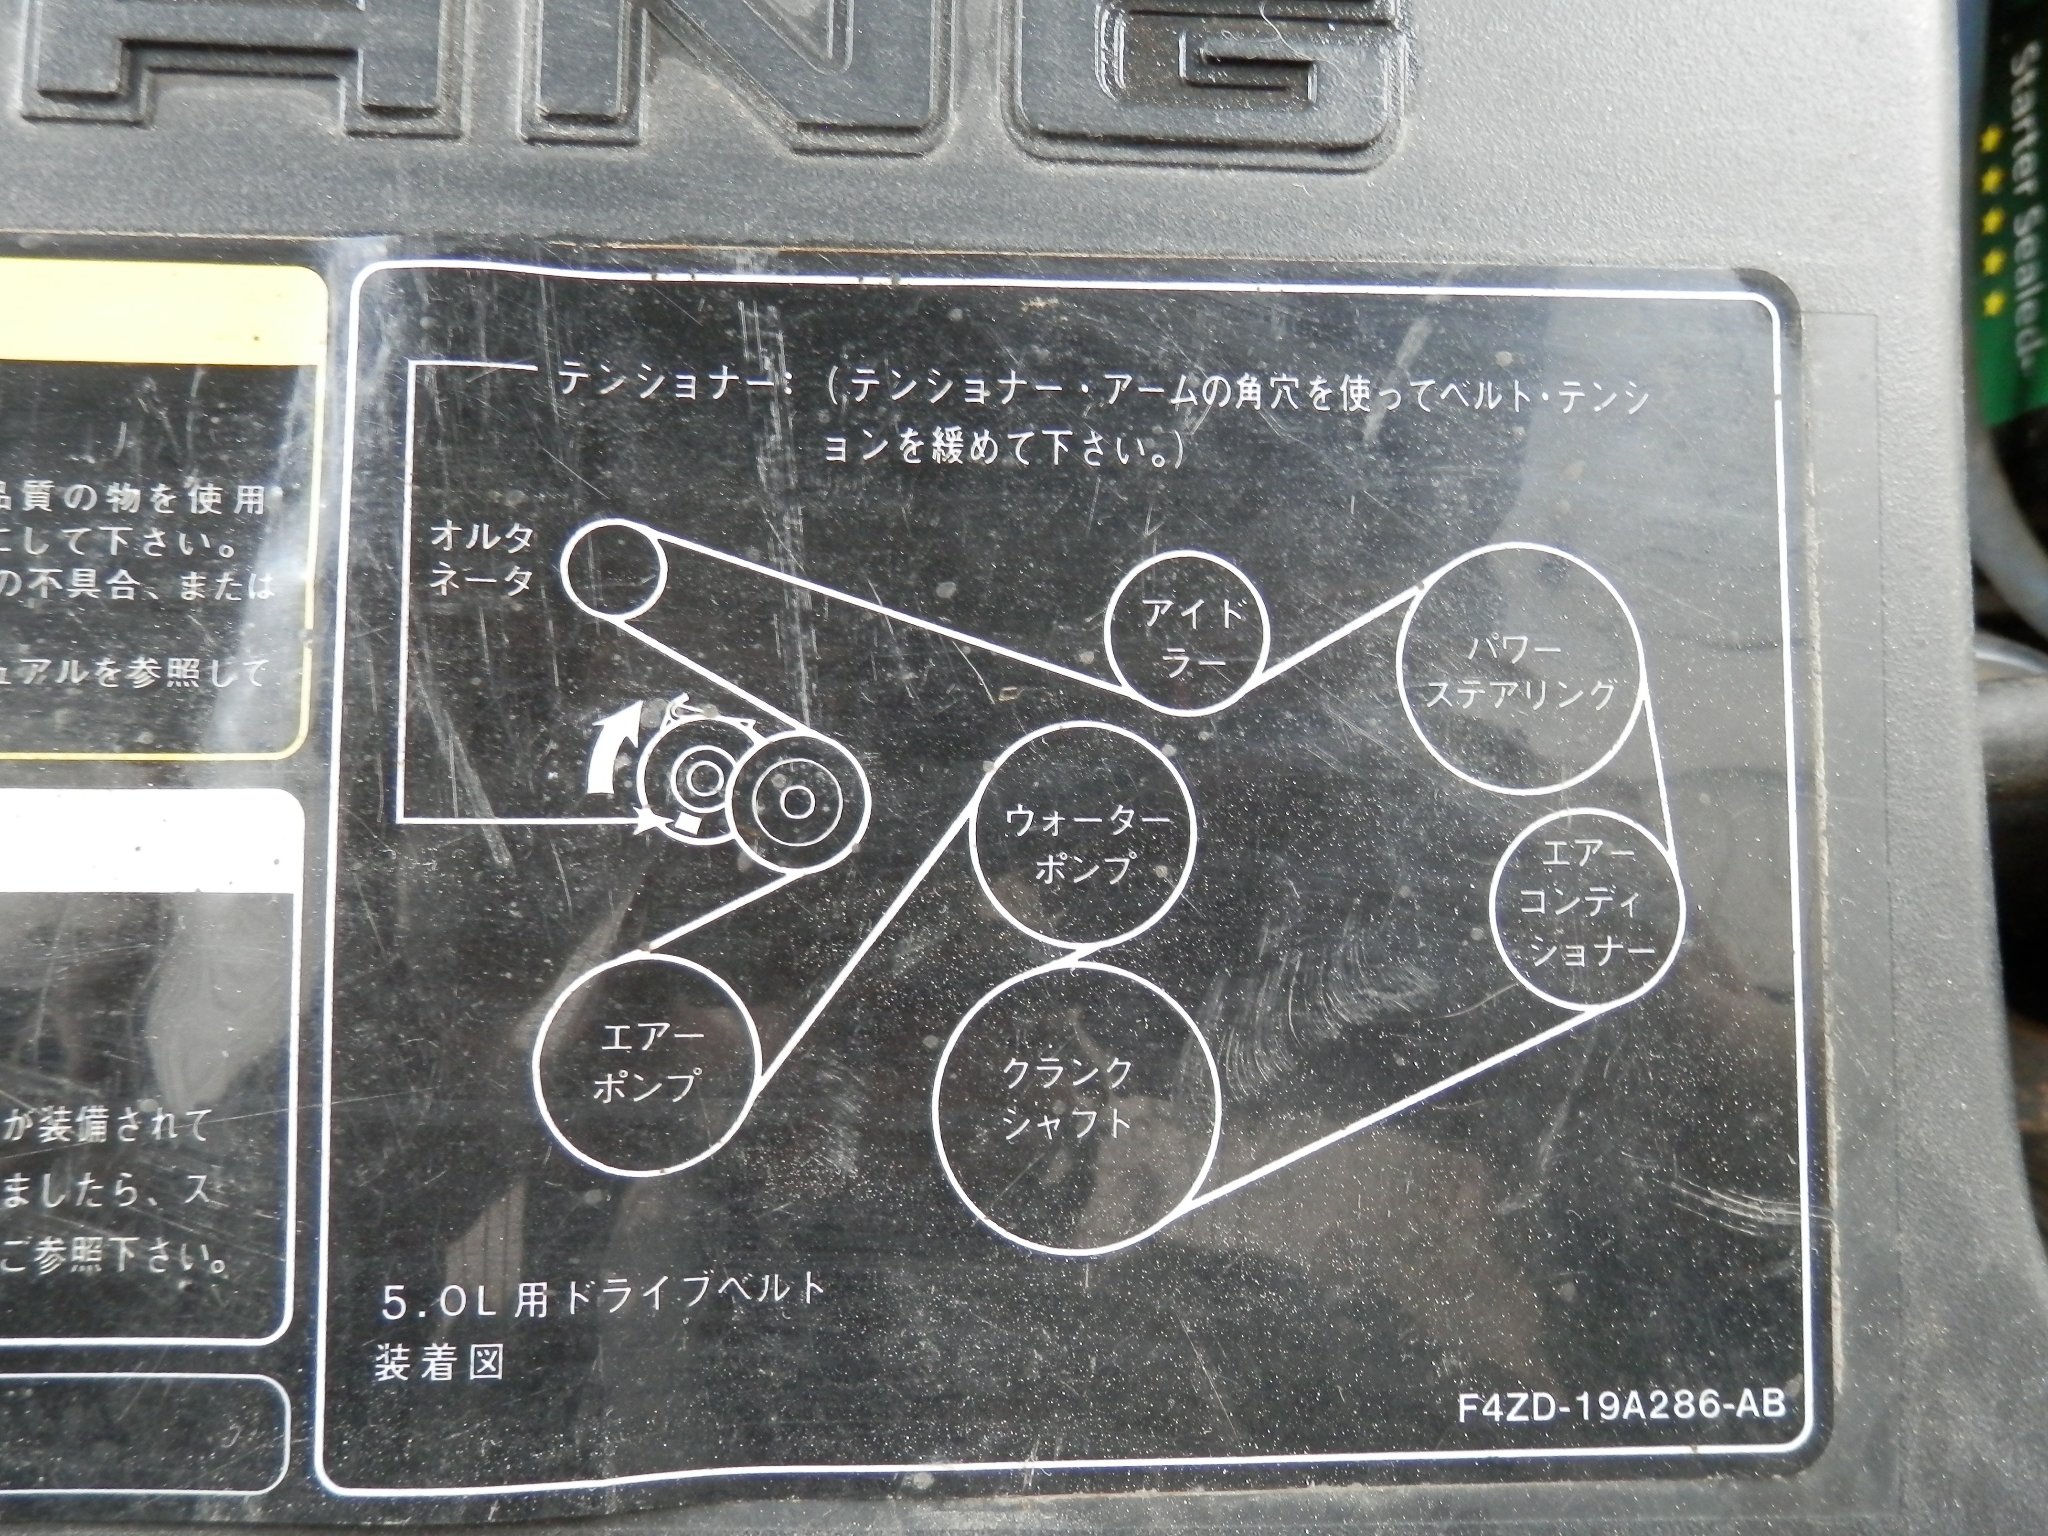 ANG
Starter Sealed
テンショナー：（テンショナー・アームの角穴を使ってベルト・テンシ
ョンを緩めて下さい。）
品質の物を使用
にして下さい。
の不具合、または
ュアルを参照して
が装備されて
ましたら、ス
ご参照下さい。
オルタ
ネータ
アイド
ラー
パワー
ステアリング
ウォーター
ポンプ
エアー
コンディ
ショナー
エアー
ポンプ
クランク
シャフト
5.0L用ドライブベルト
装着図
F4ZD-19A286-AB